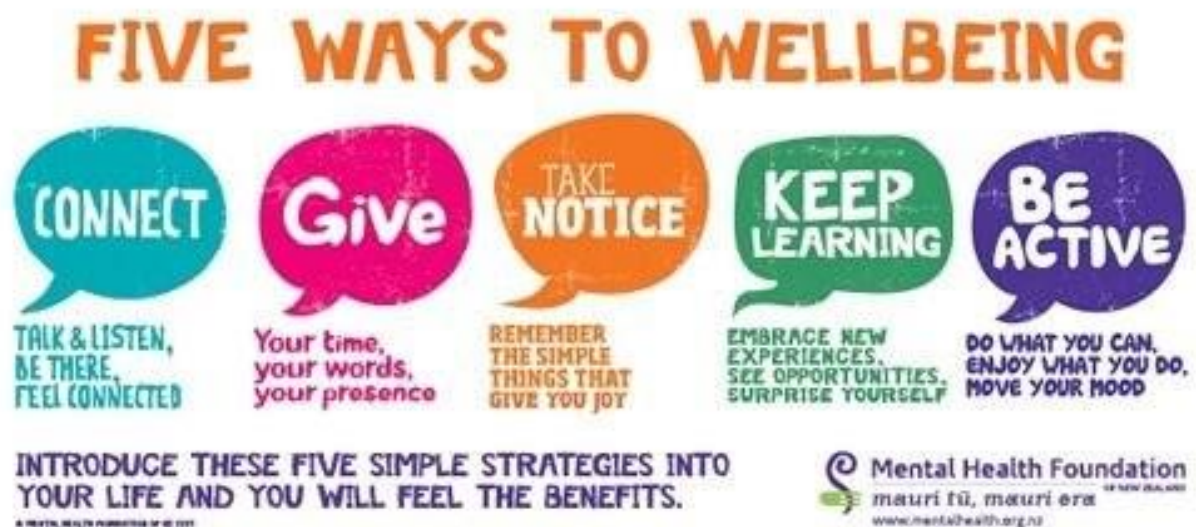 FIVE WAYS TO WELLBEING
CONNECT
TALK & LISTEN,
BE THERE,
FEEL CONNECTED
Give
Your time,
your words,
your presence
TAKE
NOTICE
REMEMBER
THE SIMPLE
THINGS THAT
GIVE YOU JOY
KEEP
LEARNING
EMBRACE NEW
EXPERIENCES,
SEE OPPORTUNITIES,
SURPRISE YOURSELF
BE
ACTIVE
DO WHAT YOU CAN,
ENJOY WHAT YOU DO,
MOVE YOUR MOOD
INTRODUCE THESE FIVE SIMPLE STRATEGIES INTO
YOUR LIFE AND YOU WILL FEEL THE BENEFITS.
Mental Health Foundation
OF NEW ZEALAND
mauri tū, mauri ora
www.mentalhealth.org.nz